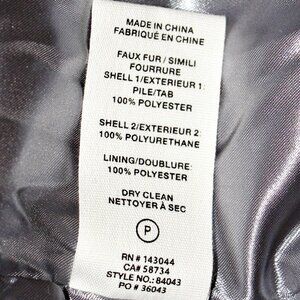 MADE IN CHINA
FABRIQUÉ EN CHINE
FAUX FUR / SIMILI
FOURRURE
SHELL 1/EXTERIEUR 1:
PILE/TAB
100% POLYESTER
SHELL 2/EXTERIEUR 2:
100% POLYURETHANE
LINING/DOUBLURE:
100% POLYESTER
DRY CLEAN
NETTOYER À SEC
P
RN # 143044
CA# 58734
STYLE NO.: 84043
PO # 36043